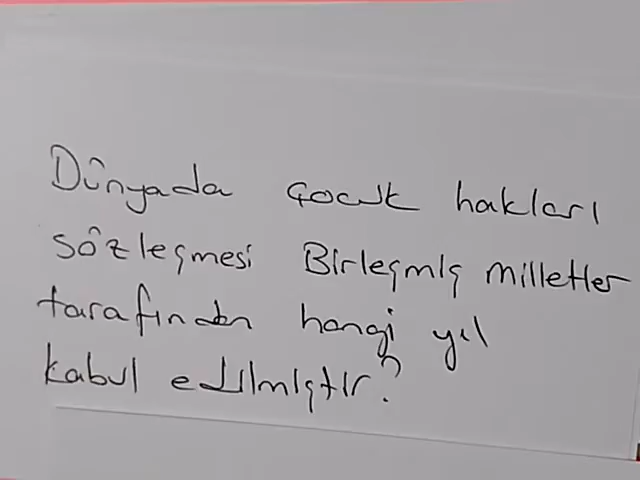 Dünyada çocuk hakları
sözleşmesi Birleşmiş milletler
tarafından hangi yıl
kabul edilmiştir?